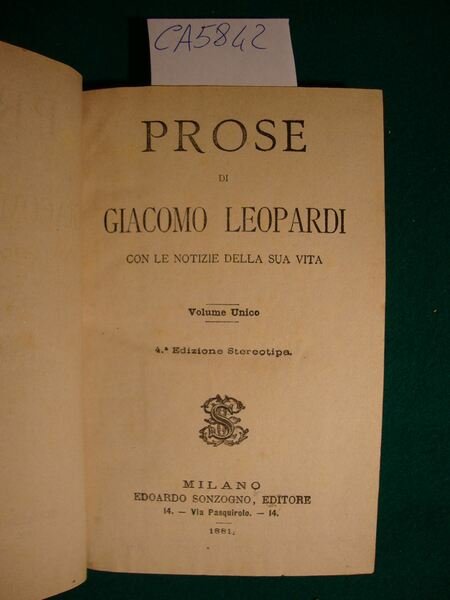 CA5842
PROSE
DI
GIACOMO LEOPARDI
CON LE NOTIZIE DELLA SUA VITA
Volume Unico
4.ª Edizione Stereotipa.
MILANO
EDOARDO SONZOGNO, EDITORE
14. — Via Pasquirolo. — 14.
1881.